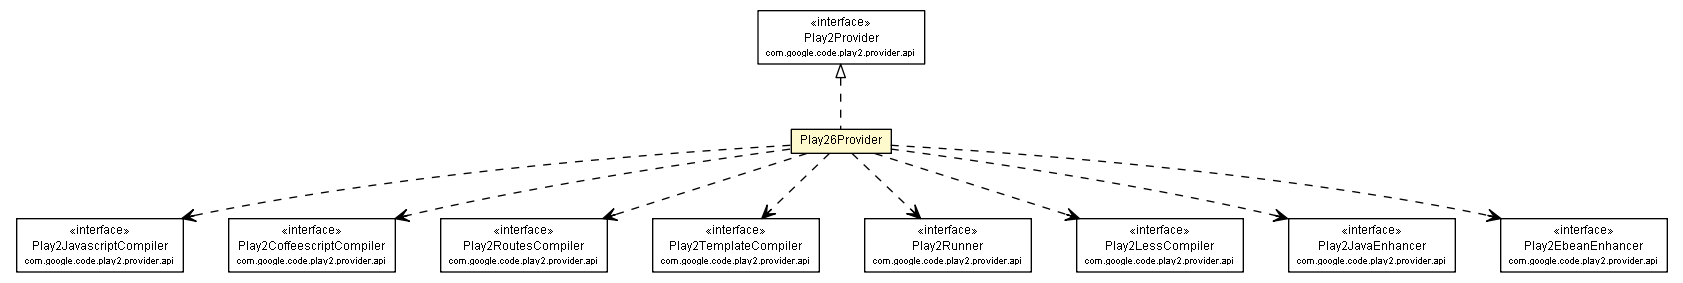 «interface»
Play2Provider
com.google.code.play2.provider.api
Play26Provider
«interface»
Play2JavascriptCompiler
com.google.code.play2.provider.api
«interface»
Play2CoffeescriptCompiler
com.google.code.play2.provider.api
«interface»
Play2RoutesCompiler
com.google.code.play2.provider.api
«interface»
Play2TemplateCompiler
com.google.code.play2.provider.api
«interface»
Play2Runner
com.google.code.play2.provider.api
«interface»
Play2LessCompiler
com.google.code.play2.provider.api
«interface»
Play2JavaEnhancer
com.google.code.play2.provider.api
«interface»
Play2EbeanEnhancer
com.google.code.play2.provider.api